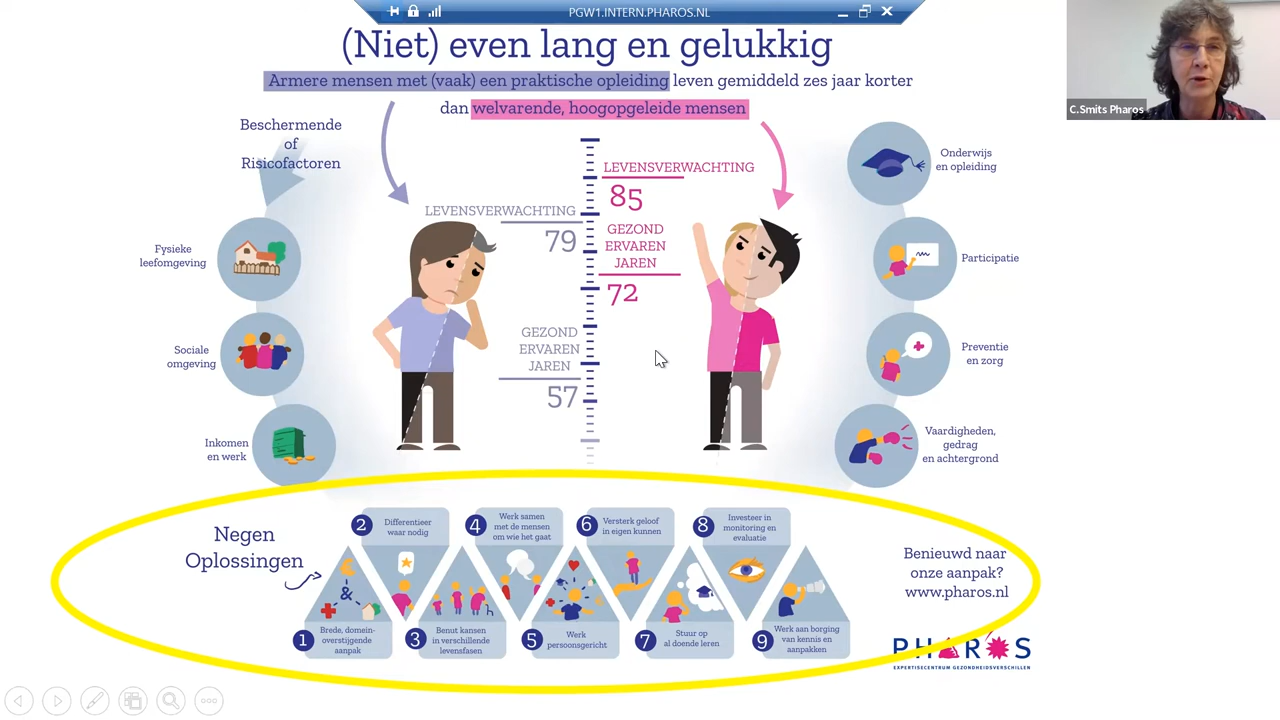 PGW1.INTERN.PHAROS.NL
C.Smits Pharos
(Niet) even lang en gelukkig
Armere mensen met (vaak) een praktische opleiding leven gemiddeld zes jaar korter
dan welvarende, hoogopgeleide mensen
Beschermende
of
Risicofactoren
Fysieke
leefomgeving
Sociale
omgeving
Inkomen
en werk
LEVENSVERWACHTING
79
GEZOND
ERVAREN
JAREN
57
LEVENSVERWACHTING
85
GEZOND
ERVAREN
JAREN
72
Onderwijs
en opleiding
Participatie
Preventie
en zorg
Vaardigheden,
gedrag
en achtergrond
Negen
Oplossingen
1 Brede, domein-
overstijgende
aanpak
&
2 Differentieer
waar nodig
3 Benut kansen
in verschillende
levensfasen
4 Werk samen
met de mensen
om wie het gaat
5 Werk
persoonsgericht
6 Versterk geloof
in eigen kunnen
7 Stuur op
al doende leren
8 Investeer in
monitoring en
evaluatie
9 Werk aan borging
van kennis en
aanpakken
Benieuwd naar
onze aanpak?
www.pharos.nl
PHAROS
EXPERTISECENTRUM GEZONDHEIDSVERSCHILLEN